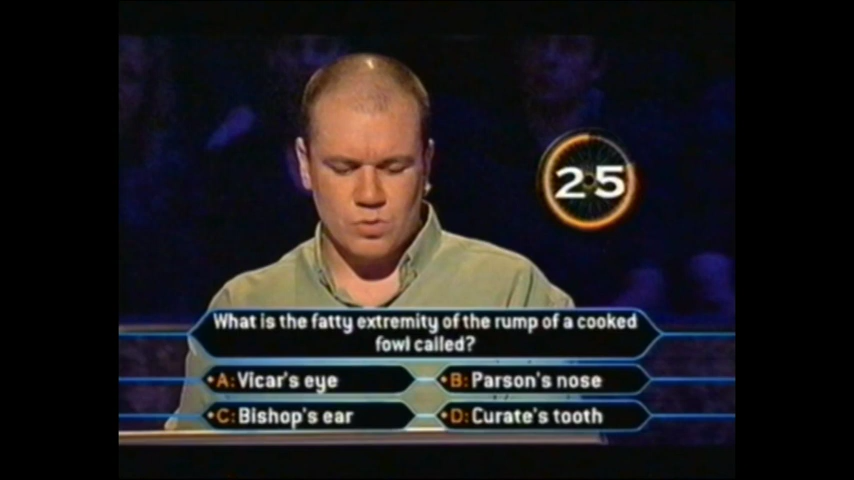 25
What is the fatty extremity of the rump of a cooked
fowl called?
A: Vicar's eye
B: Parson's nose
C: Bishop's ear
D: Curate's tooth